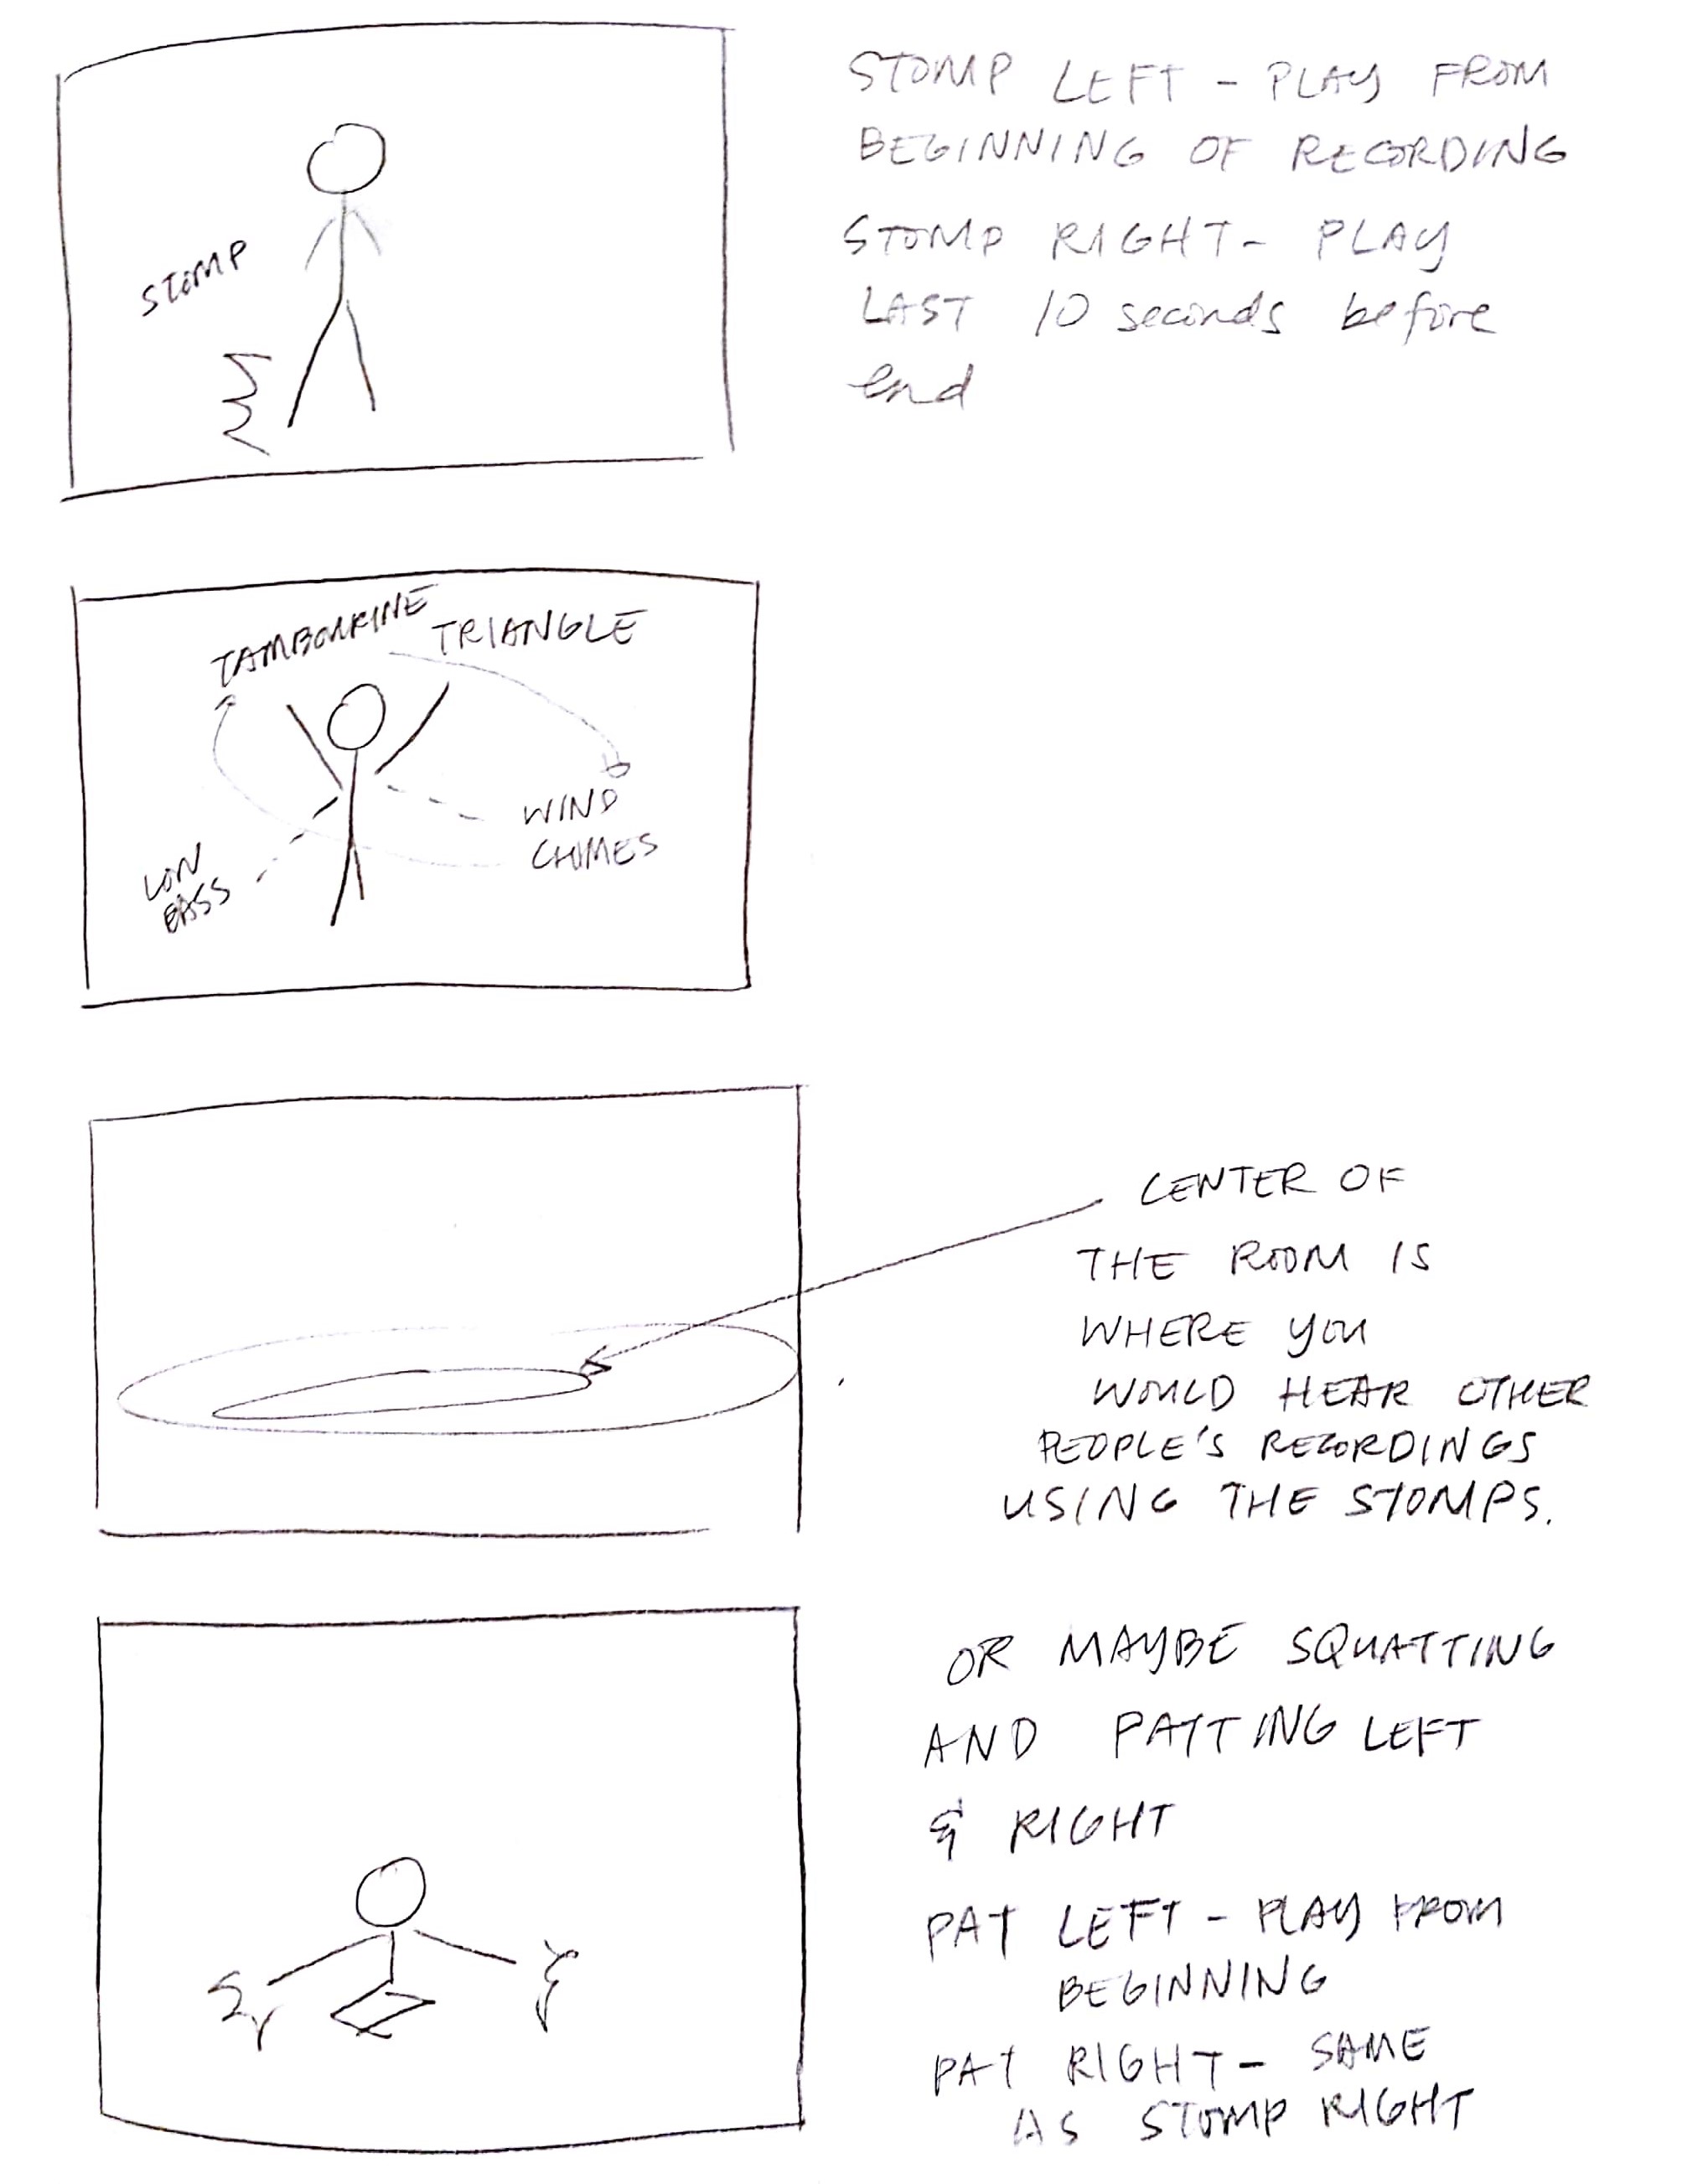 STOMP LEFT - PLAY FROM
BEGINNING OF RECORDING
STOMP RIGHT - PLAY
LAST 10 seconds before
end
STOMP
TAMBOURINE
TRIANGLE
WIND
CHIMES
LOW
BASS
CENTER OF
THE ROOM IS
WHERE YOU
WOULD HEAR OTHER
PEOPLE'S RECORDINGS
USING THE STOMPS.
OR MAYBE SQUATTING
AND PATTING LEFT
& RIGHT
PAT LEFT - PLAY FROM
BEGINNING
PAT RIGHT - SAME
AS STOMP RIGHT